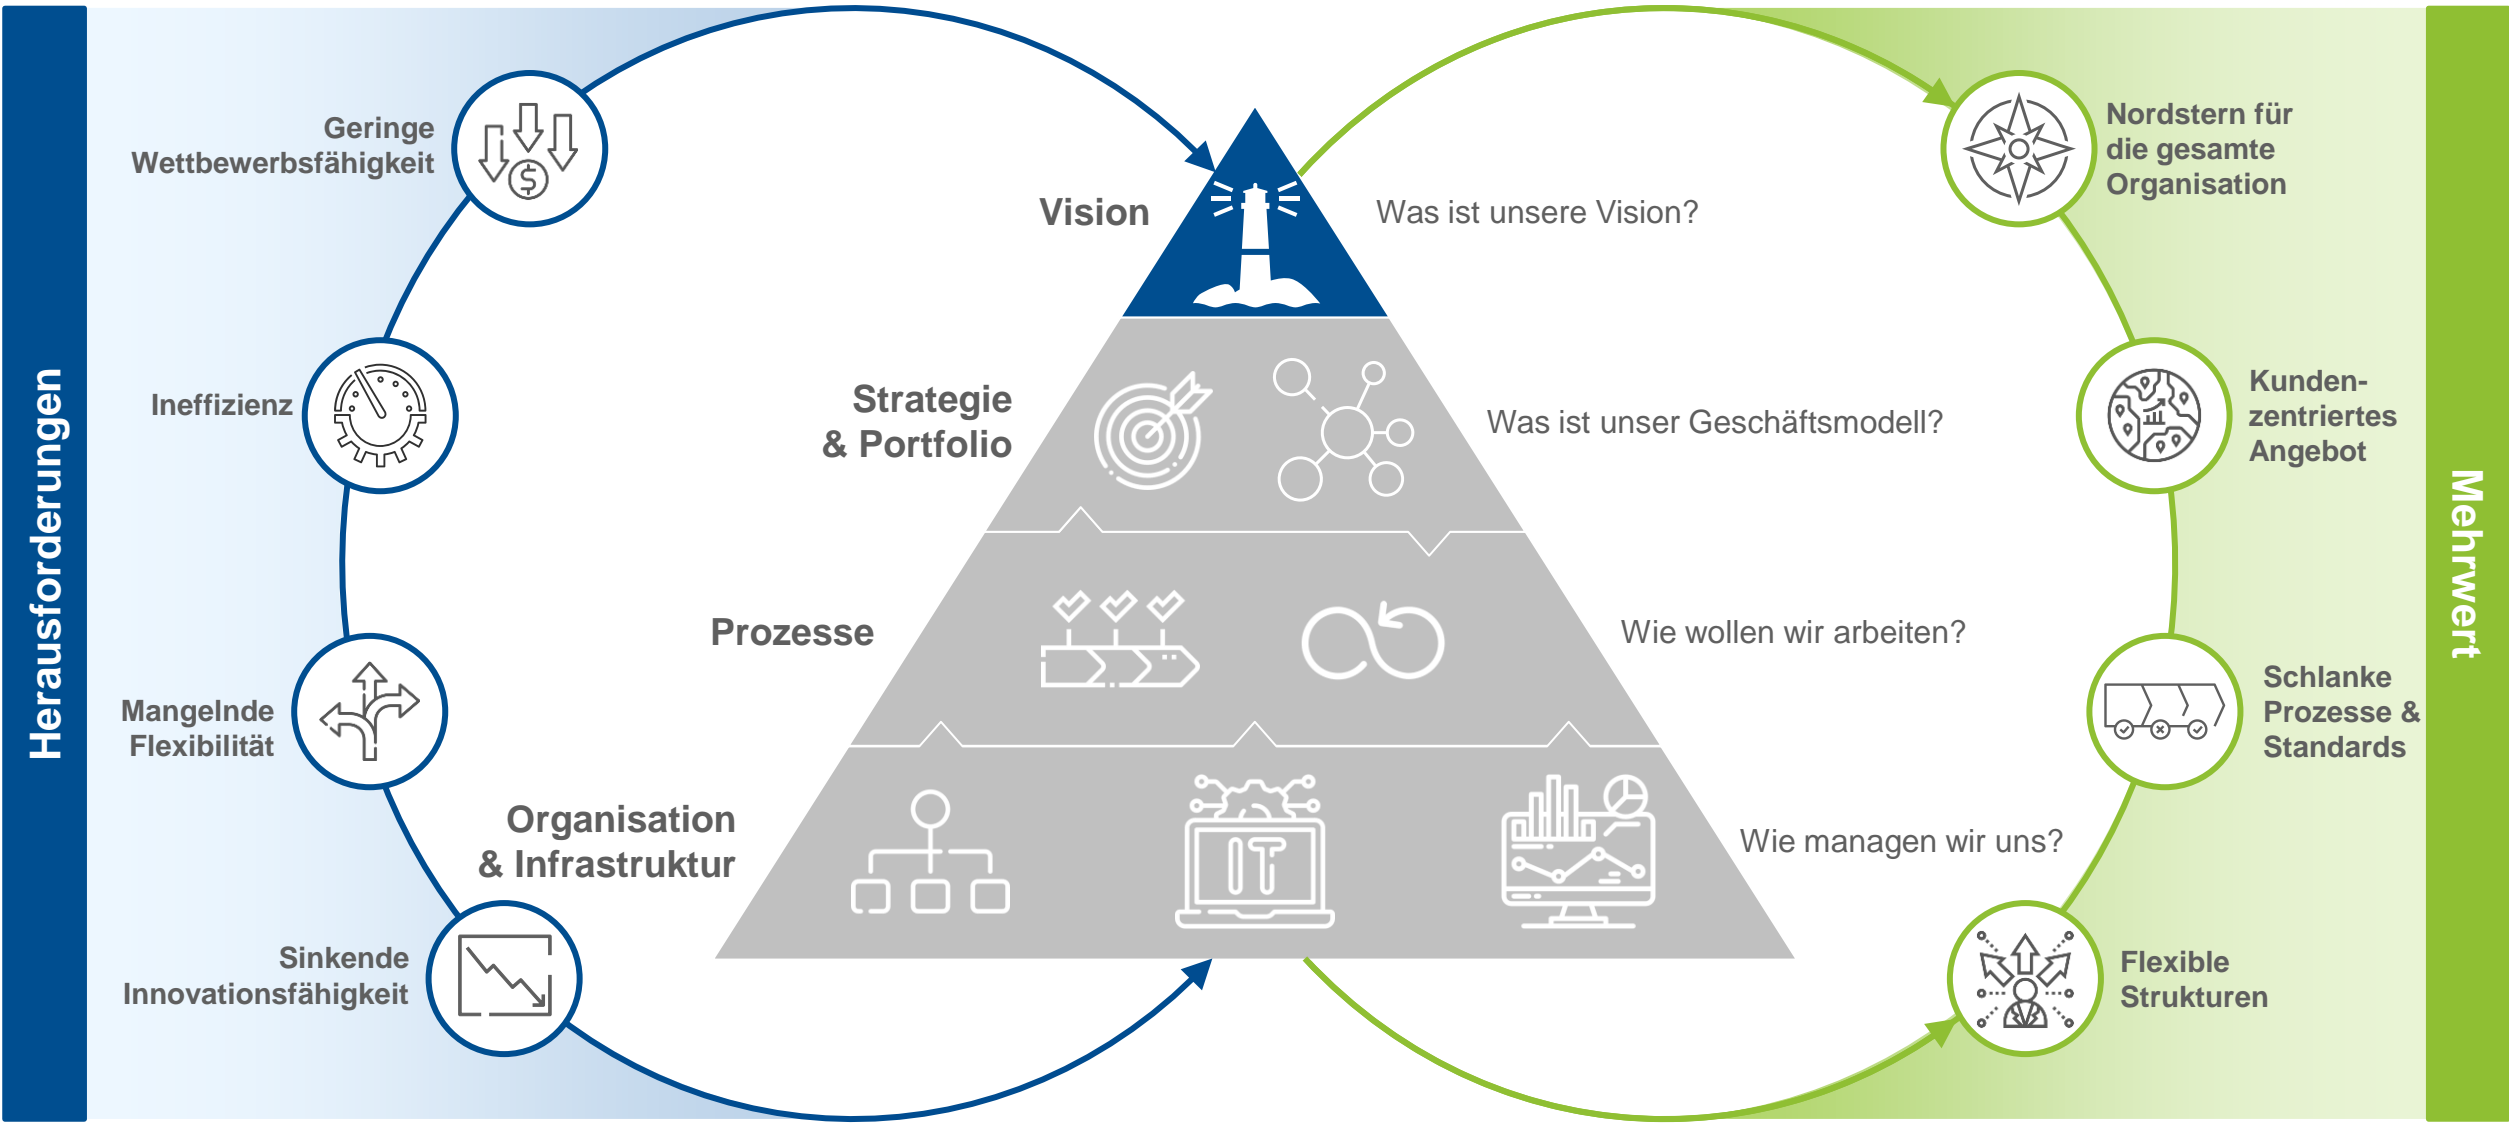 Herausforderungen
Geringe
Wettbewerbsfähigkeit
Ineffizienz
Mangelnde
Flexibilität
Sinkende
Innovationsfähigkeit
$
Vision
Was ist unsere Vision?
Strategie
& Portfolio
Was ist unser Geschäftsmodell?
Prozesse
Wie wollen wir arbeiten?
Organisation
& Infrastruktur
IT
Wie managen wir uns?
Nordstern für
die gesamte
Organisation
Kunden-
zentriertes
Angebot
Schlanke
Prozesse &
Standards
Flexible
Strukturen
Mehrwert